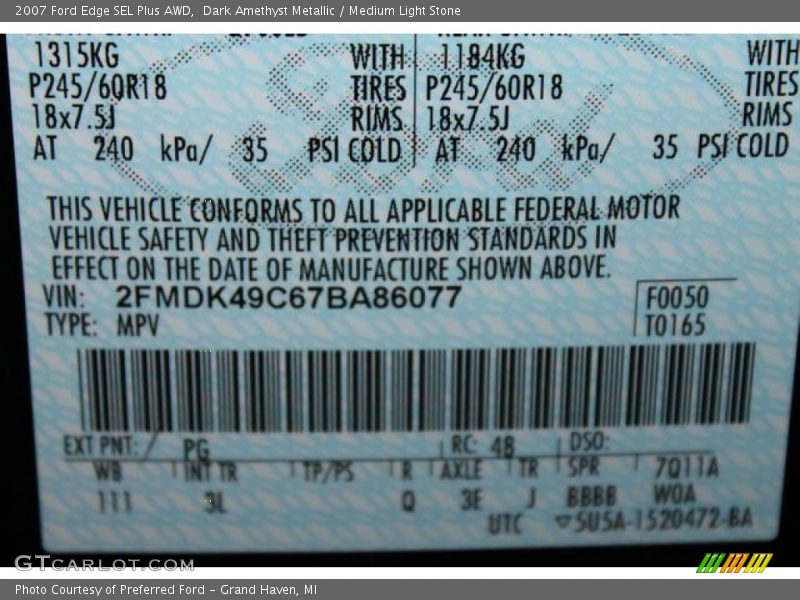 2007 Ford Edge SEL Plus AWD, Dark Amethyst Metallic / Medium Light Stone
1315KG WITH 1184KG WITH
P245/60R18 TIRES P245/60R18 TIRES
18x7.5J RIMS 18x7.5J RIMS
AT 240 kPa/ 35 PSI COLD AT 240 kPa/ 35 PSI COLD
THIS VEHICLE CONFORMS TO ALL APPLICABLE FEDERAL MOTOR
VEHICLE SAFETY AND THEFT PREVENTION STANDARDS IN
EFFECT ON THE DATE OF MANUFACTURE SHOWN ABOVE.
VIN: 2FMDK49C67BA86077 F0050
TYPE: MPV T0165
EXT PNT: / PG RC: 48 DSO:
WB INT TR TP/PS R AXLE TR SPR 7Q11A
111 3L Q 3E J BBBB WOA
UTC 5U5A-1520472-BA
GTCARLOT.COM
Photo Courtesy of Preferred Ford – Grand Haven, MI